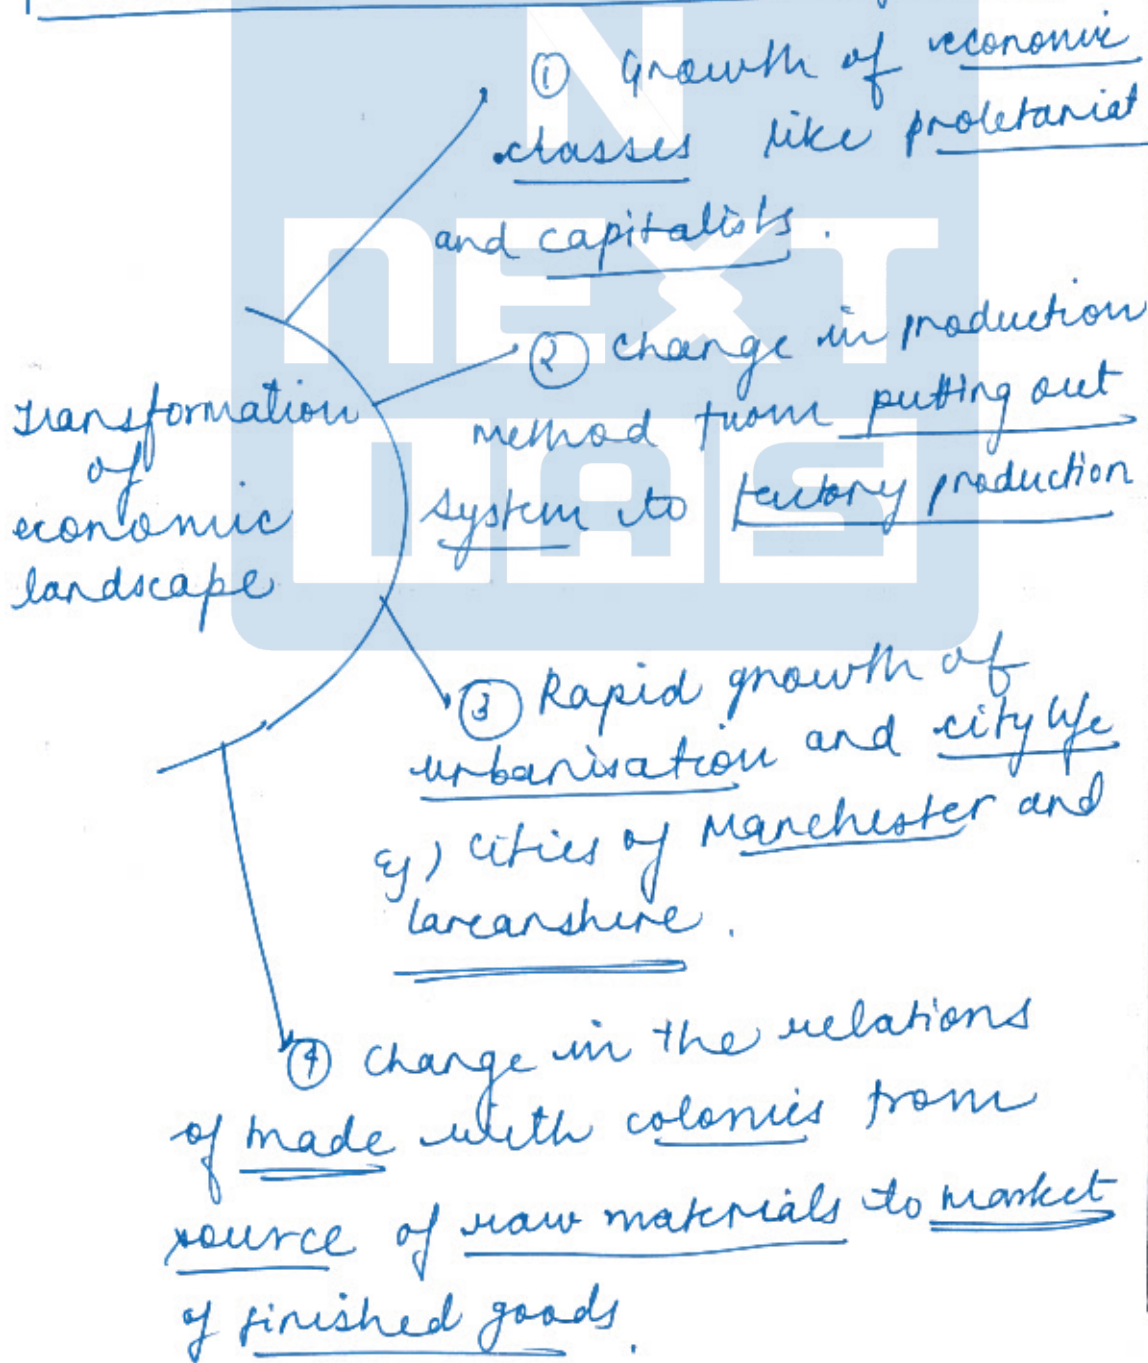 ① Growth of economic
classes like proletariat
and capitalists.
② change in production
method from putting out
system to factory production
Transformation
of
economic
landscape
③ Rapid growth of
urbanisation and city life
Eg) cities of Manchester and
Lancanshire.
④ change in the relations
of trade with colonies from
source of raw materials to market
of finished goods.
NEXT
IAS